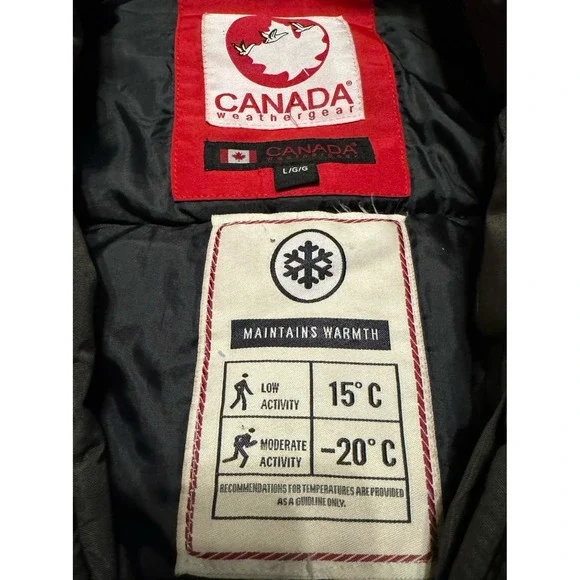 CANADA®
weathergear
CANADA®
L/G/G
MAINTAINS WARMTH
LOW
ACTIVITY
15°C
MODERATE
ACTIVITY
-20°C
RECOMMENDATIONS FOR TEMPERATURES ARE PROVIDED
AS A GUIDLINE ONLY.